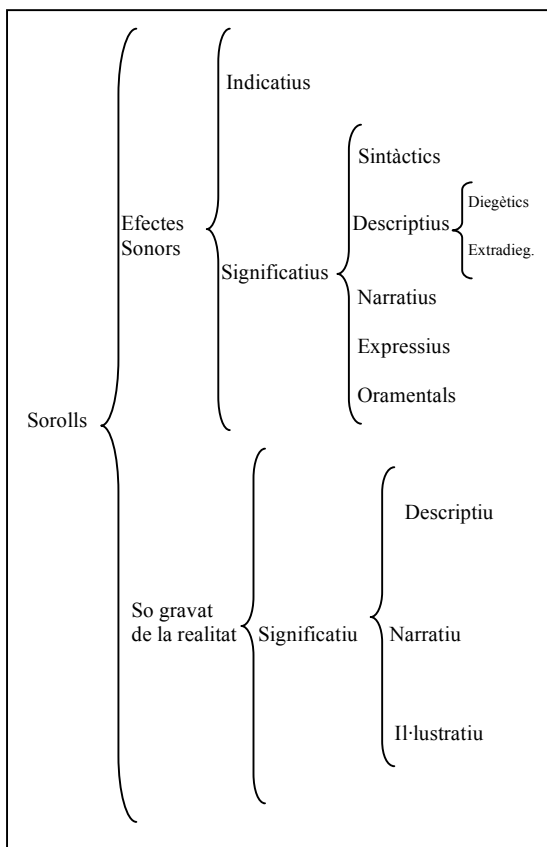 Indicatius
Sintàctics
Diegètics
Efectes
Sonors
Descriptius
Extradieg.
Significatius
Narratius
Expressius
Oramentals
Sorolls
Descriptiu
So gravat
de la realitat
Significatiu
Narratiu
Il·lustratiu